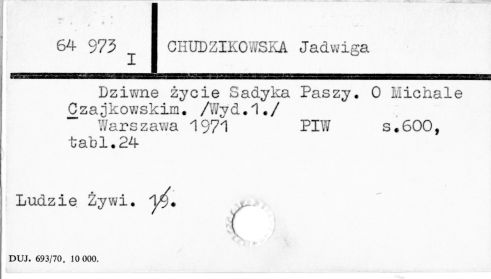 64 973 I CHUDZIKOWSKA Jadwiga
Dziwne życie Sadyka Paszy. O Michale
Czajkowskim. /Wyd.1./
Warszawa 1971 PIW s.600,
tabl.24
Ludzie Żywi. 19.
DUJ. 693/70. 10 000.